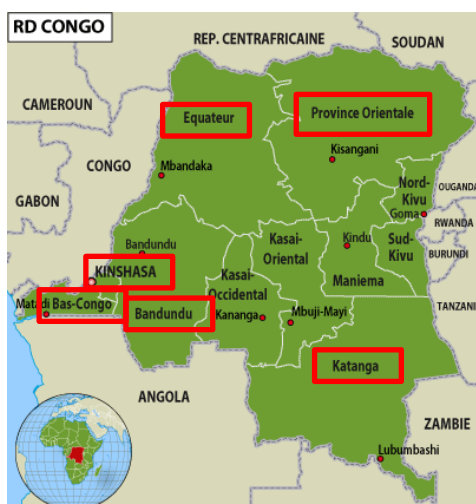 RD CONGO
REP. CENTRAFRICAINE
SOUDAN
CAMEROUN
Equateur
Province Orientale
CONGO
Kisangani
Mbandaka
GABON
Nord-
Kivu
OUGANDA
Goma
RWANDA
Bandundu
Kasai-
Oriental
Kindu
Sud-
Kivu
BURUNDI
KINSHASA
Kasai-
Occidental
Maniema
Matadi Bas-Congo
Bandundu
Kananga
Mbuji-Mayi
TANZANI
Katanga
ANGOLA
ZAMBIE
Lubumbashi